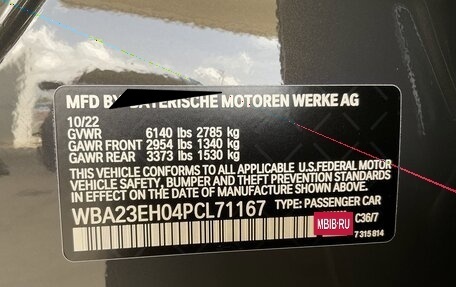 MFD BY BAYERISCHE MOTOREN WERKE AG
10/22
GVWR 6140 lbs 2785 kg
GAWR FRONT 2954 lbs 1340 kg
GAWR REAR 3373 lbs 1530 kg
THIS VEHICLE CONFORMS TO ALL APPLICABLE U.S. FEDERAL MOTOR
VEHICLE SAFETY, BUMPER, AND THEFT PREVENTION STANDARDS
IN EFFECT ON THE DATE OF MANUFACTURE SHOWN ABOVE.
WBA23EH04PCL71167 TYPE: PASSENGER CAR
C36/7
MBIB.RU
7315814